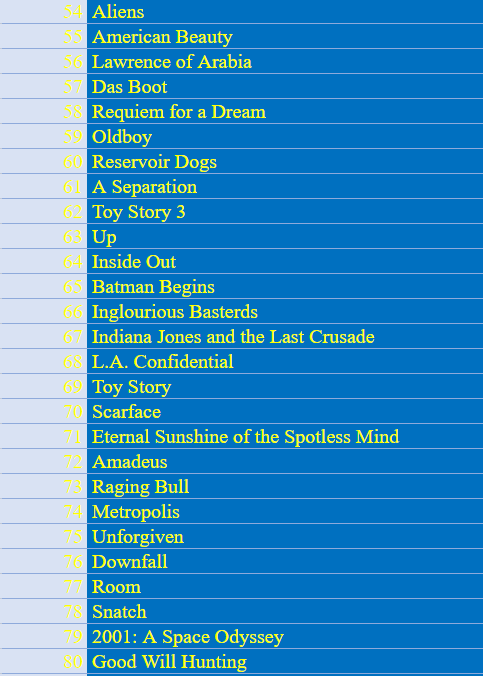 54 Aliens
55 American Beauty
56 Lawrence of Arabia
57 Das Boot
58 Requiem for a Dream
59 Oldboy
60 Reservoir Dogs
61 A Separation
62 Toy Story 3
63 Up
64 Inside Out
65 Batman Begins
66 Inglourious Basterds
67 Indiana Jones and the Last Crusade
68 L.A. Confidential
69 Toy Story
70 Scarface
71 Eternal Sunshine of the Spotless Mind
72 Amadeus
73 Raging Bull
74 Metropolis
75 Unforgiven
76 Downfall
77 Room
78 Snatch
79 2001: A Space Odyssey
80 Good Will Hunting